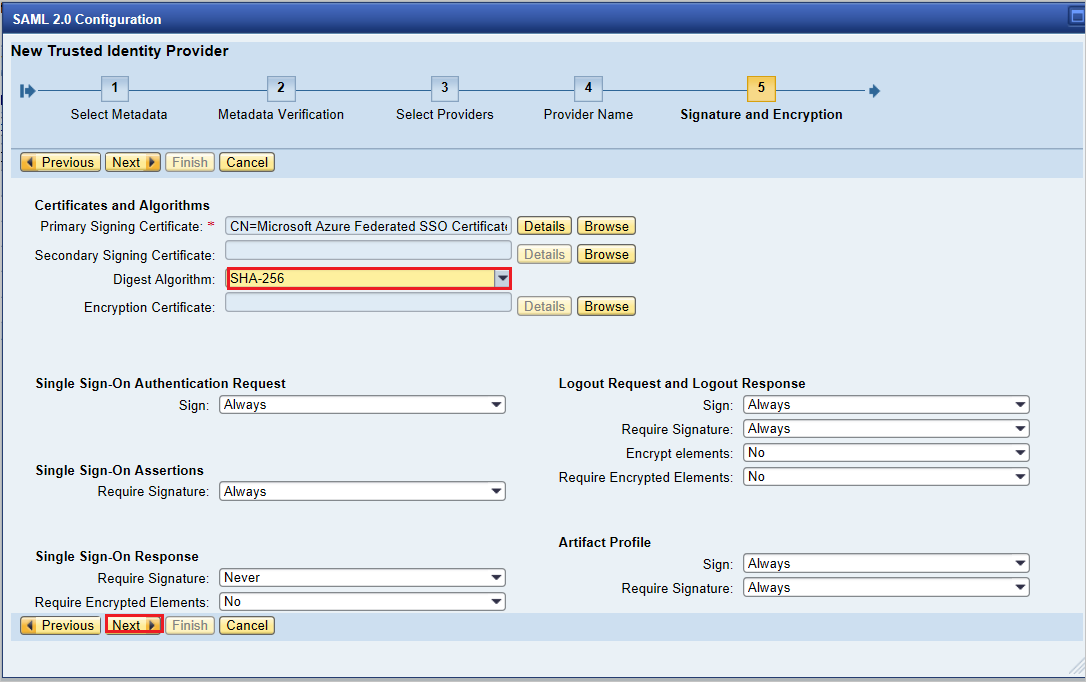 SAML 2.0 Configuration
New Trusted Identity Provider
1 2 3 4 5
Select Metadata Metadata Verification Select Providers Provider Name Signature and Encryption
Previous Next Finish Cancel
Certificates and Algorithms
Primary Signing Certificate: * CN=Microsoft Azure Federated SSO Certificate Details Browse
Secondary Signing Certificate: Details Browse
Digest Algorithm: SHA-256
Encryption Certificate: Details Browse
Single Sign-On Authentication Request
Sign: Always
Single Sign-On Assertions
Require Signature: Always
Single Sign-On Response
Require Signature: Never
Require Encrypted Elements: No
Logout Request and Logout Response
Sign: Always
Require Signature: Always
Encrypt elements: No
Require Encrypted Elements: No
Artifact Profile
Sign: Always
Require Signature: Always
Previous Next Finish Cancel